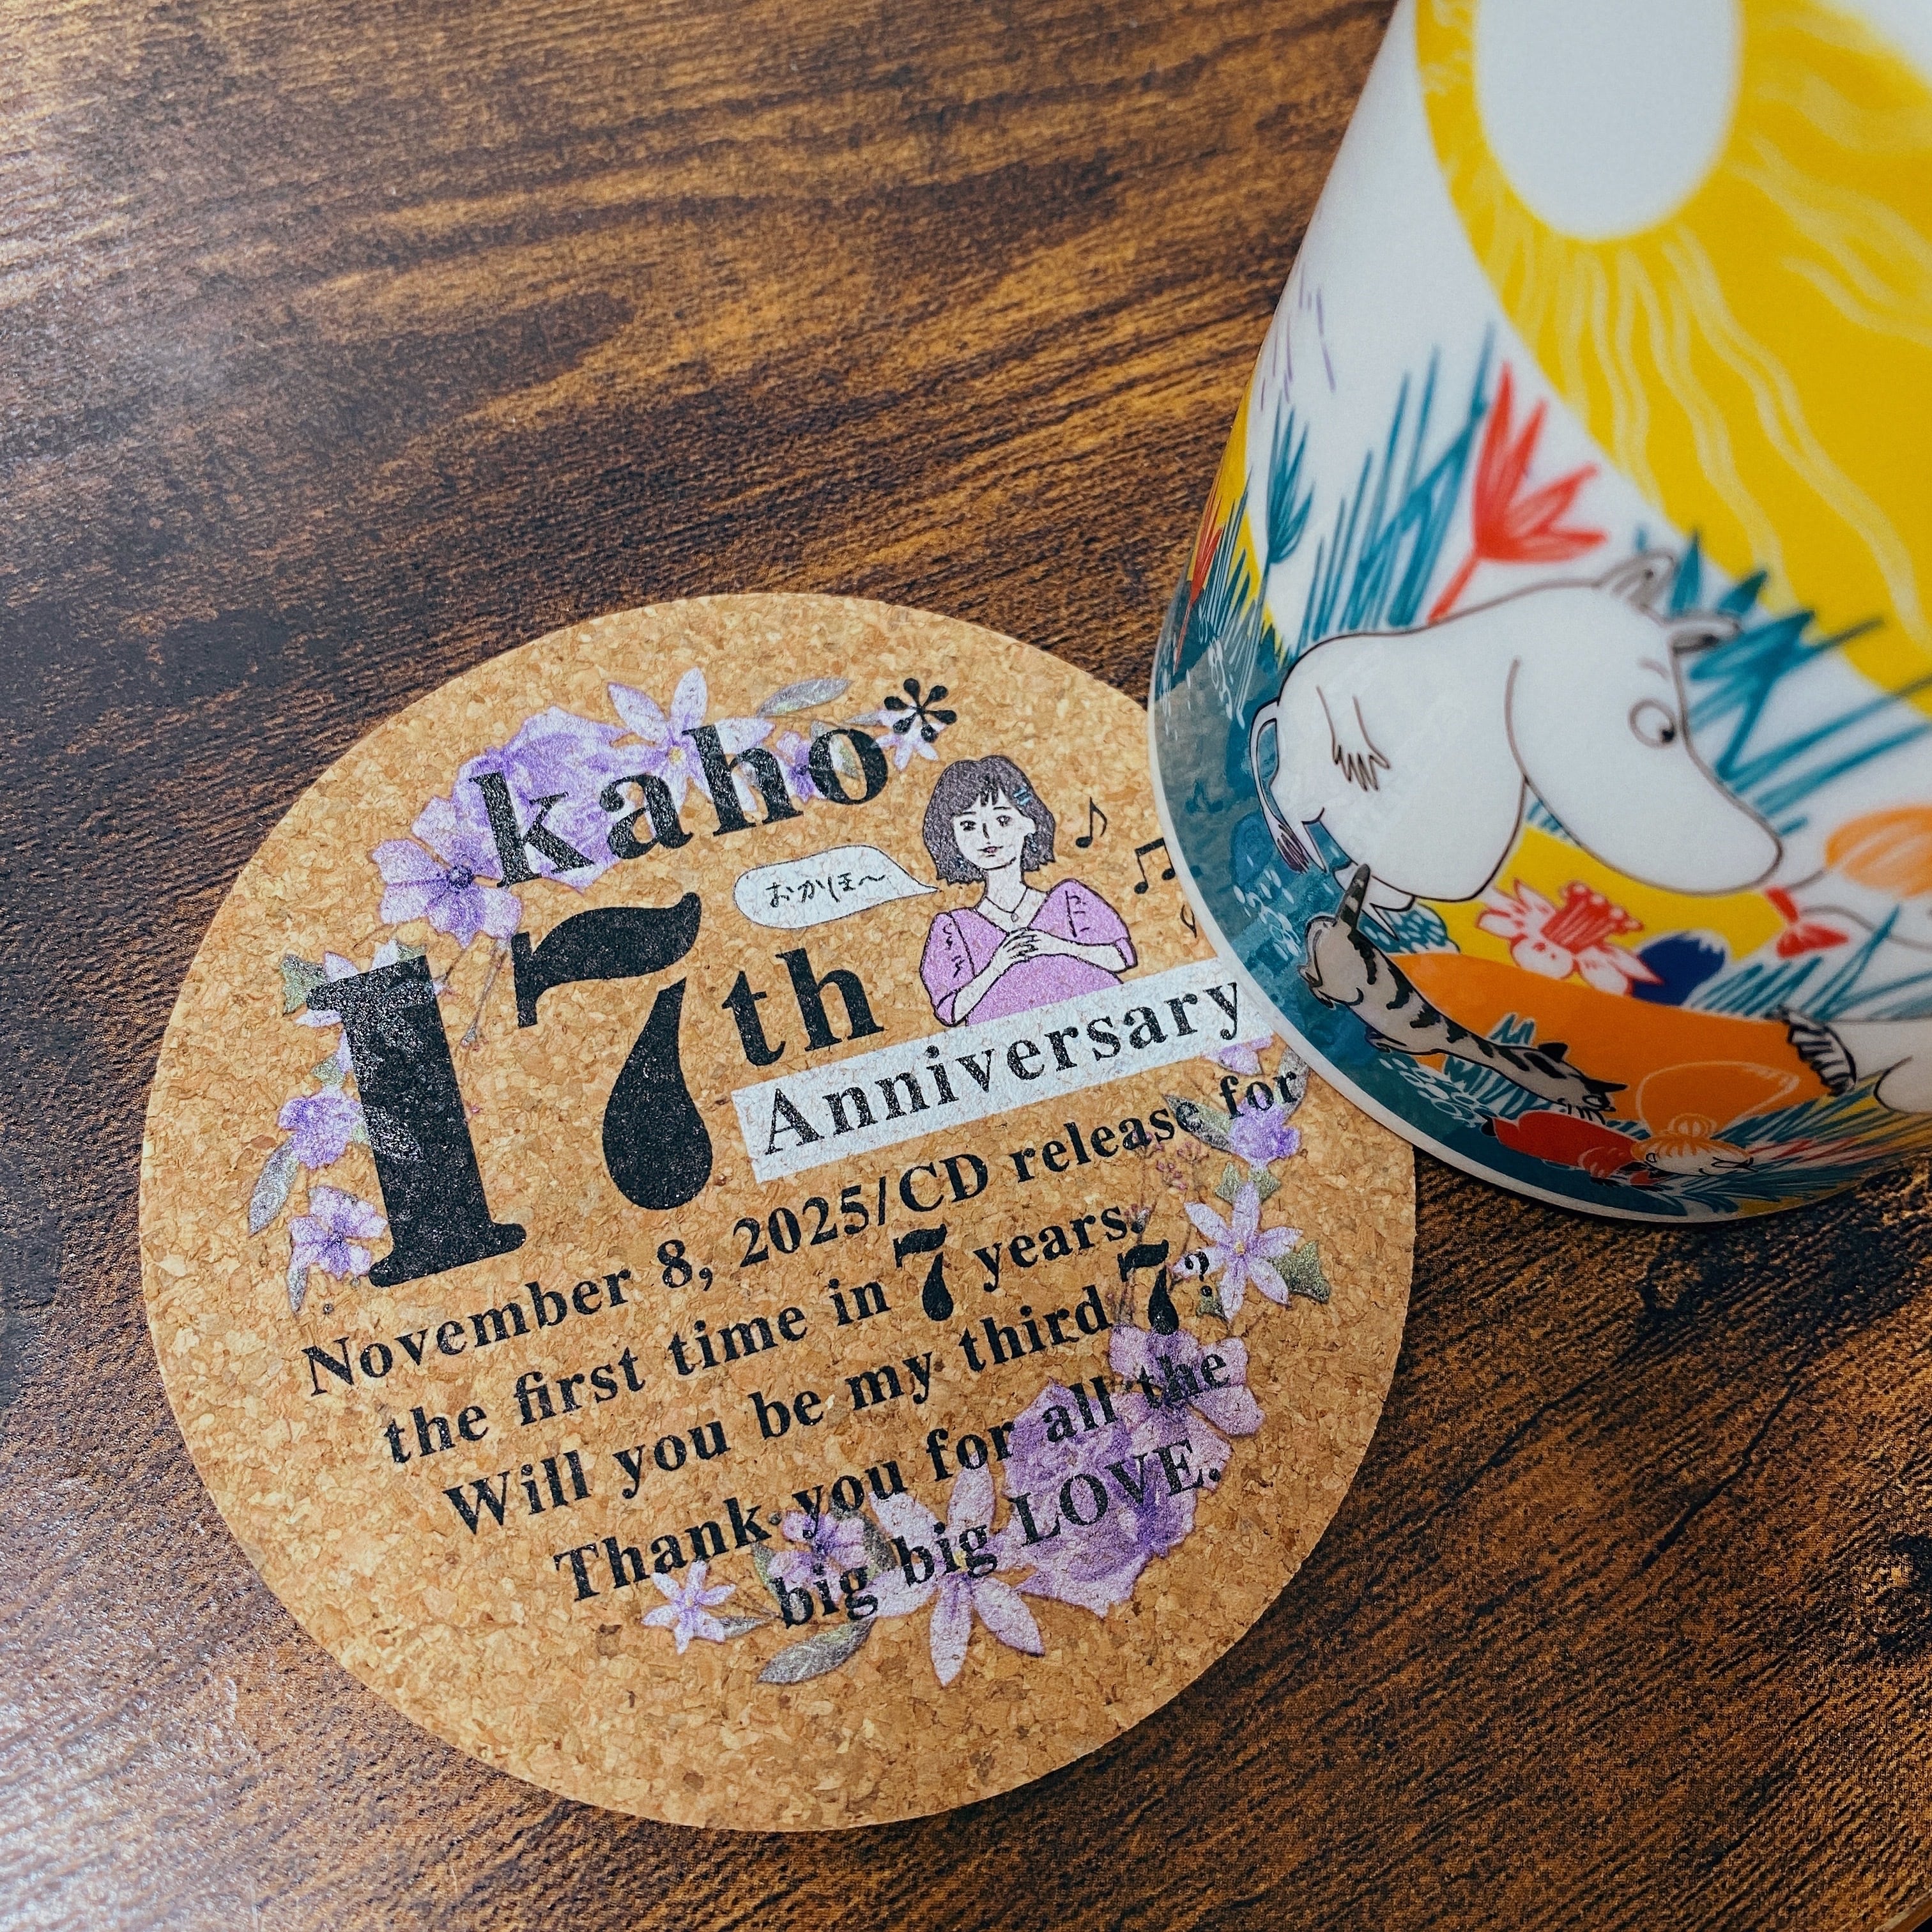 kaho*
おかほ〜
17th
Anniversary
November 8, 2025/CD release for
the first time in 7 years.
Will you be my third 7?
Thank you for all the
big big LOVE.